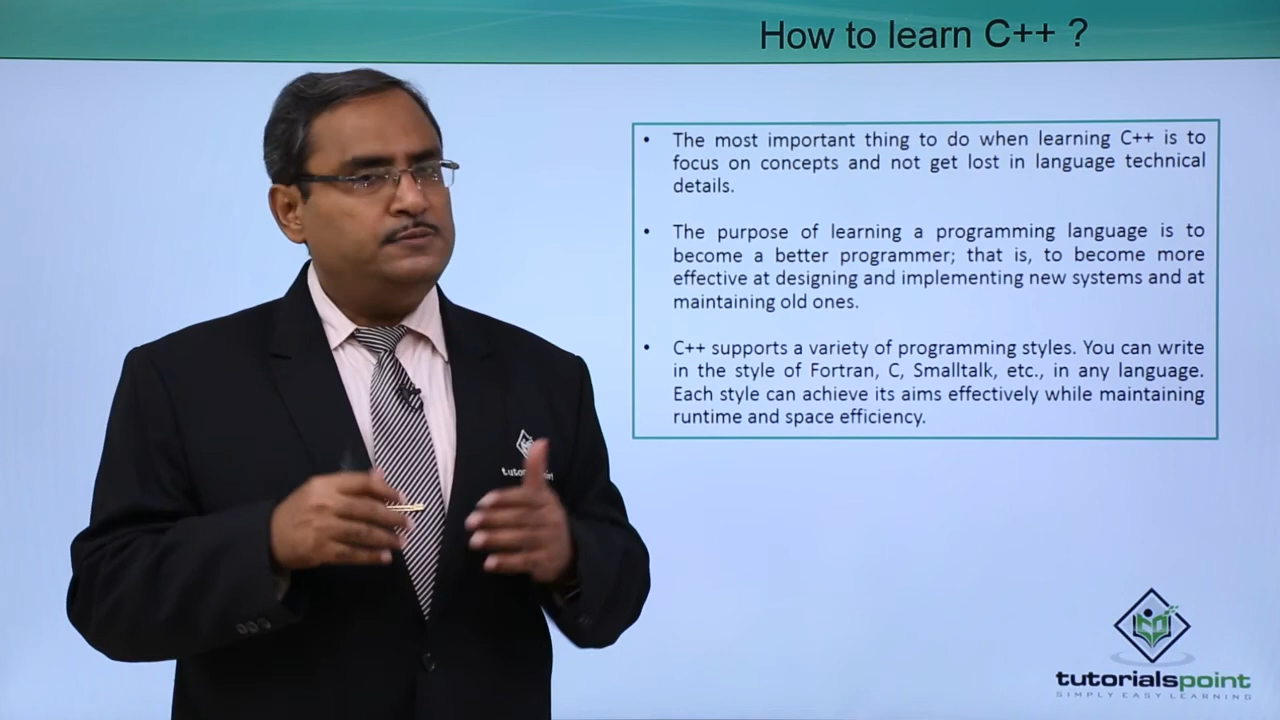 How to learn C++ ?
• The most important thing to do when learning C++ is to
focus on concepts and not get lost in language technical
details.
• The purpose of learning a programming language is to
become a better programmer; that is, to become more
effective at designing and implementing new systems and at
maintaining old ones.
• C++ supports a variety of programming styles. You can write
in the style of Fortran, C, Smalltalk, etc., in any language.
Each style can achieve its aims effectively while maintaining
runtime and space efficiency.
tutorialspoint
SIMPLY EASY LEARNING